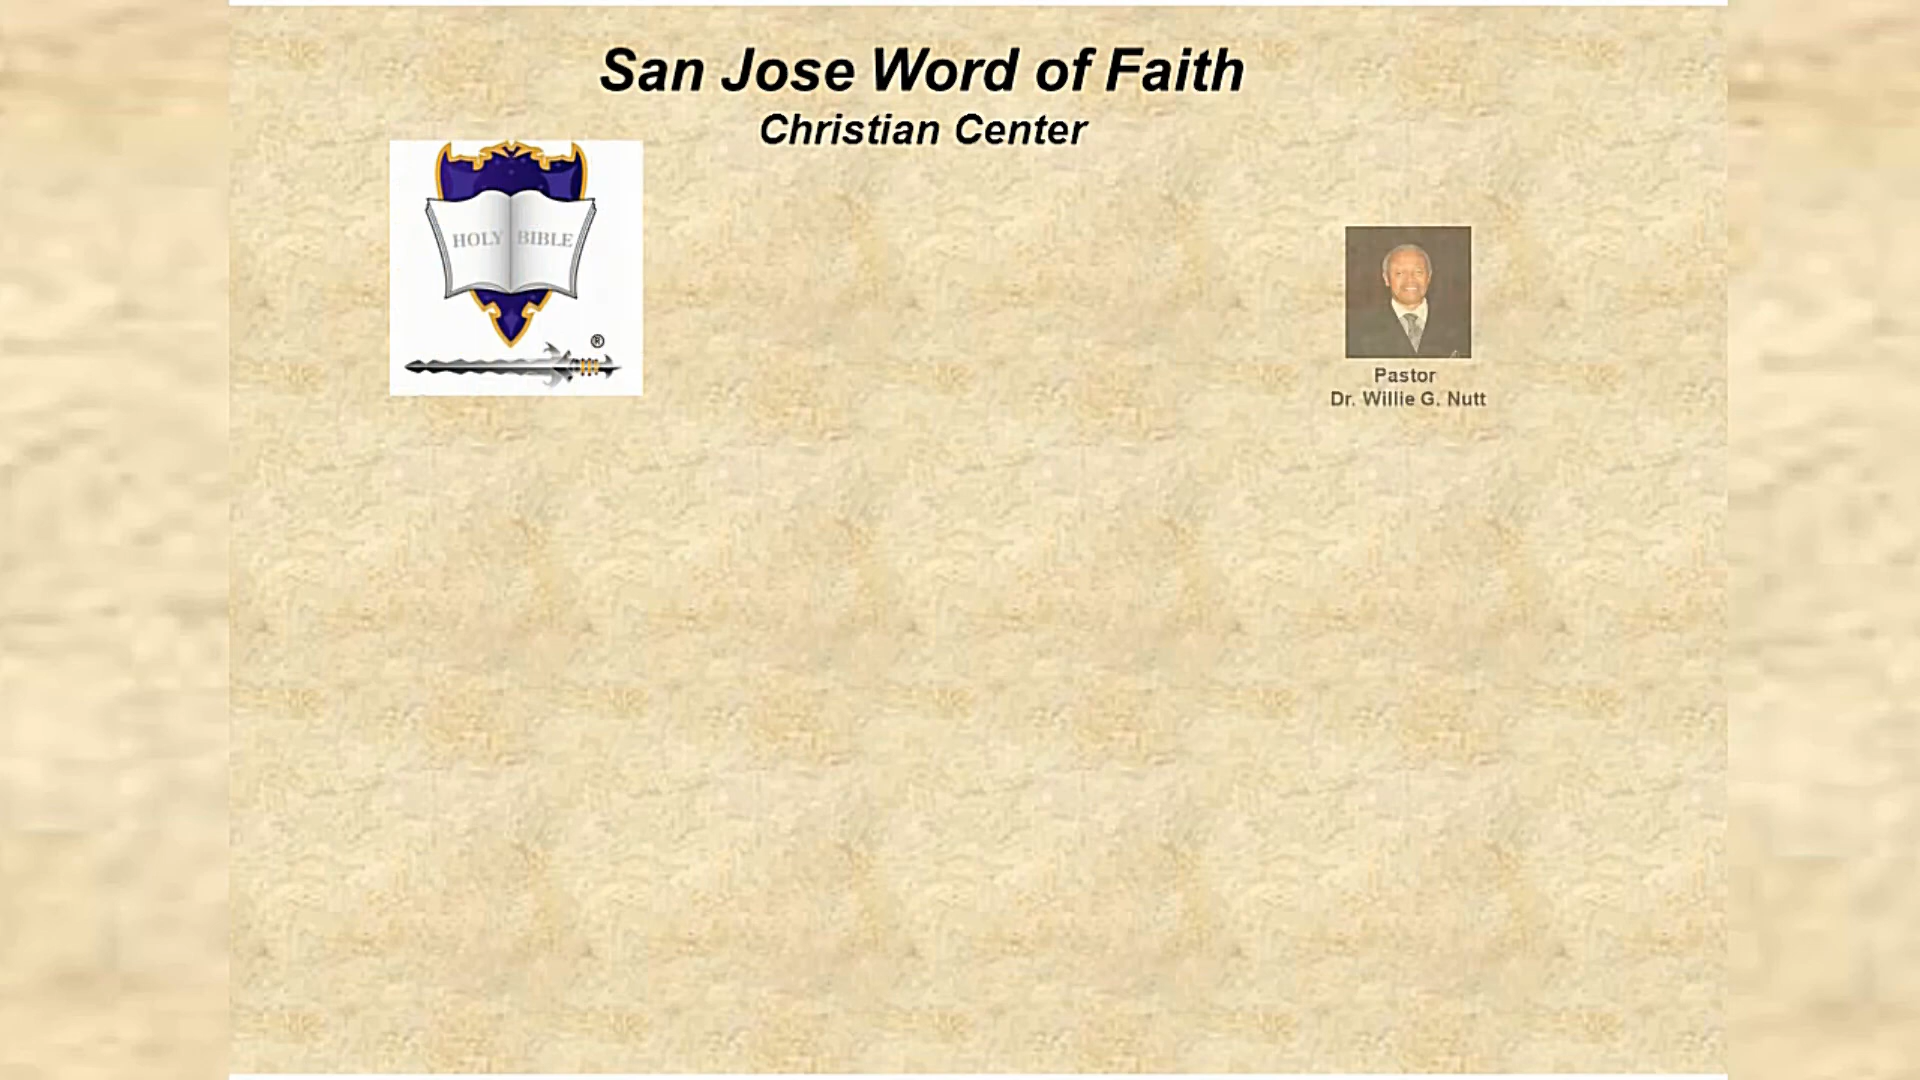 San Jose Word of Faith
Christian Center
HOLY BIBLE
®
Pastor
Dr. Willie G. Nutt